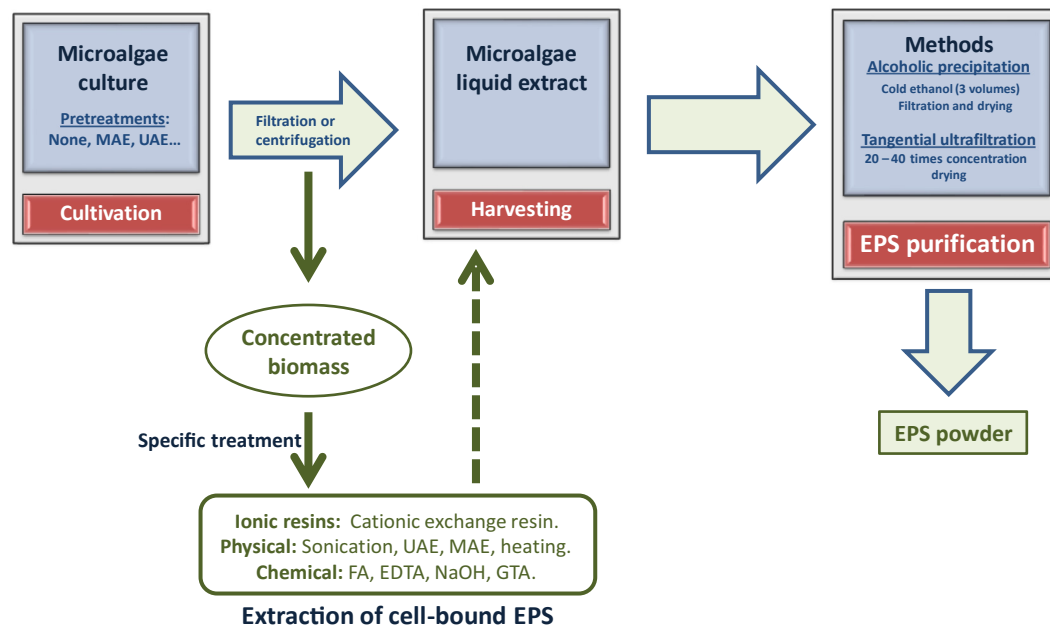 Microalgae
culture
Pretreatments:
None, MAE, UAE...
Cultivation
Filtration or
centrifugation
Microalgae
liquid extract
Harvesting
Methods
Alcoholic precipitation
Cold ethanol (3 volumes)
Filtration and drying
Tangential ultrafiltration
20 – 40 times concentration
drying
EPS purification
Concentrated
biomass
EPS powder
Specific treatment
Ionic resins: Cationic exchange resin.
Physical: Sonication, UAE, MAE, heating.
Chemical: FA, EDTA, NaOH, GTA.
Extraction of cell-bound EPS